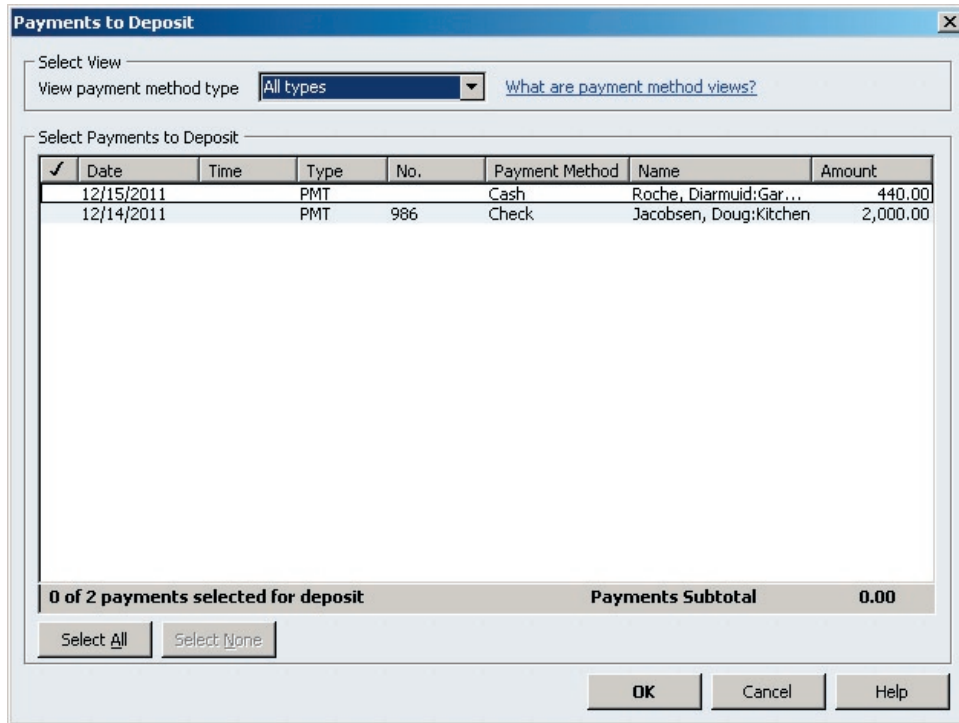 Payments to Deposit
Select View
View payment method type All types What are payment method views?
Select Payments to Deposit
✓ Date Time Type No. Payment Method Name Amount
12/15/2011 PMT Cash Roche, Diarmuid:Gar... 440.00
12/14/2011 PMT 986 Check Jacobsen, Doug:Kitchen 2,000.00
0 of 2 payments selected for deposit Payments Subtotal 0.00
Select All Select None
OK Cancel Help